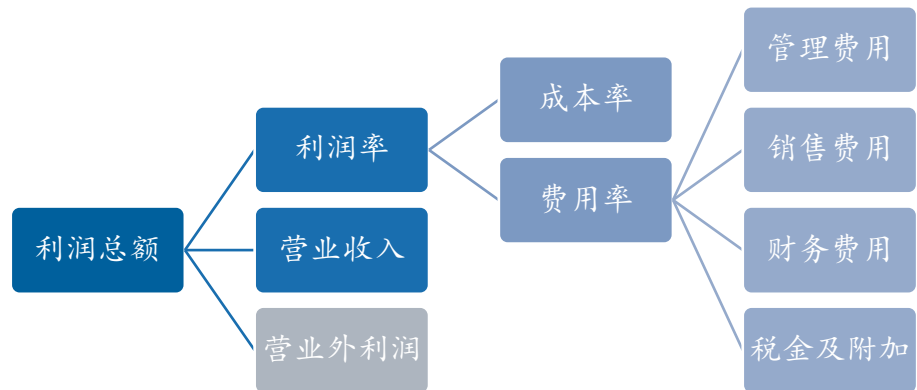 利润总额
利润率
营业收入
营业外利润
成本率
费用率
管理费用
销售费用
财务费用
税金及附加